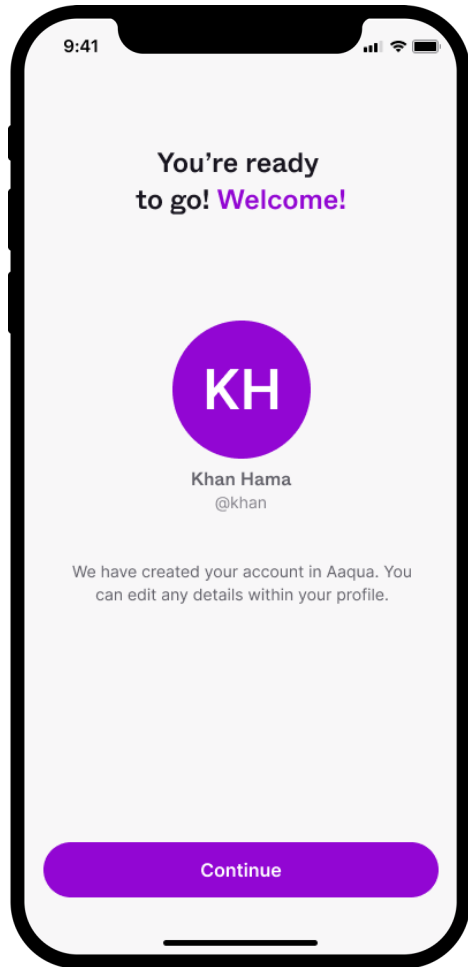 9:41
You’re ready
to go! Welcome!
KH
Khan Hama
@khan
We have created your account in Aaqua. You
can edit any details within your profile.
Continue